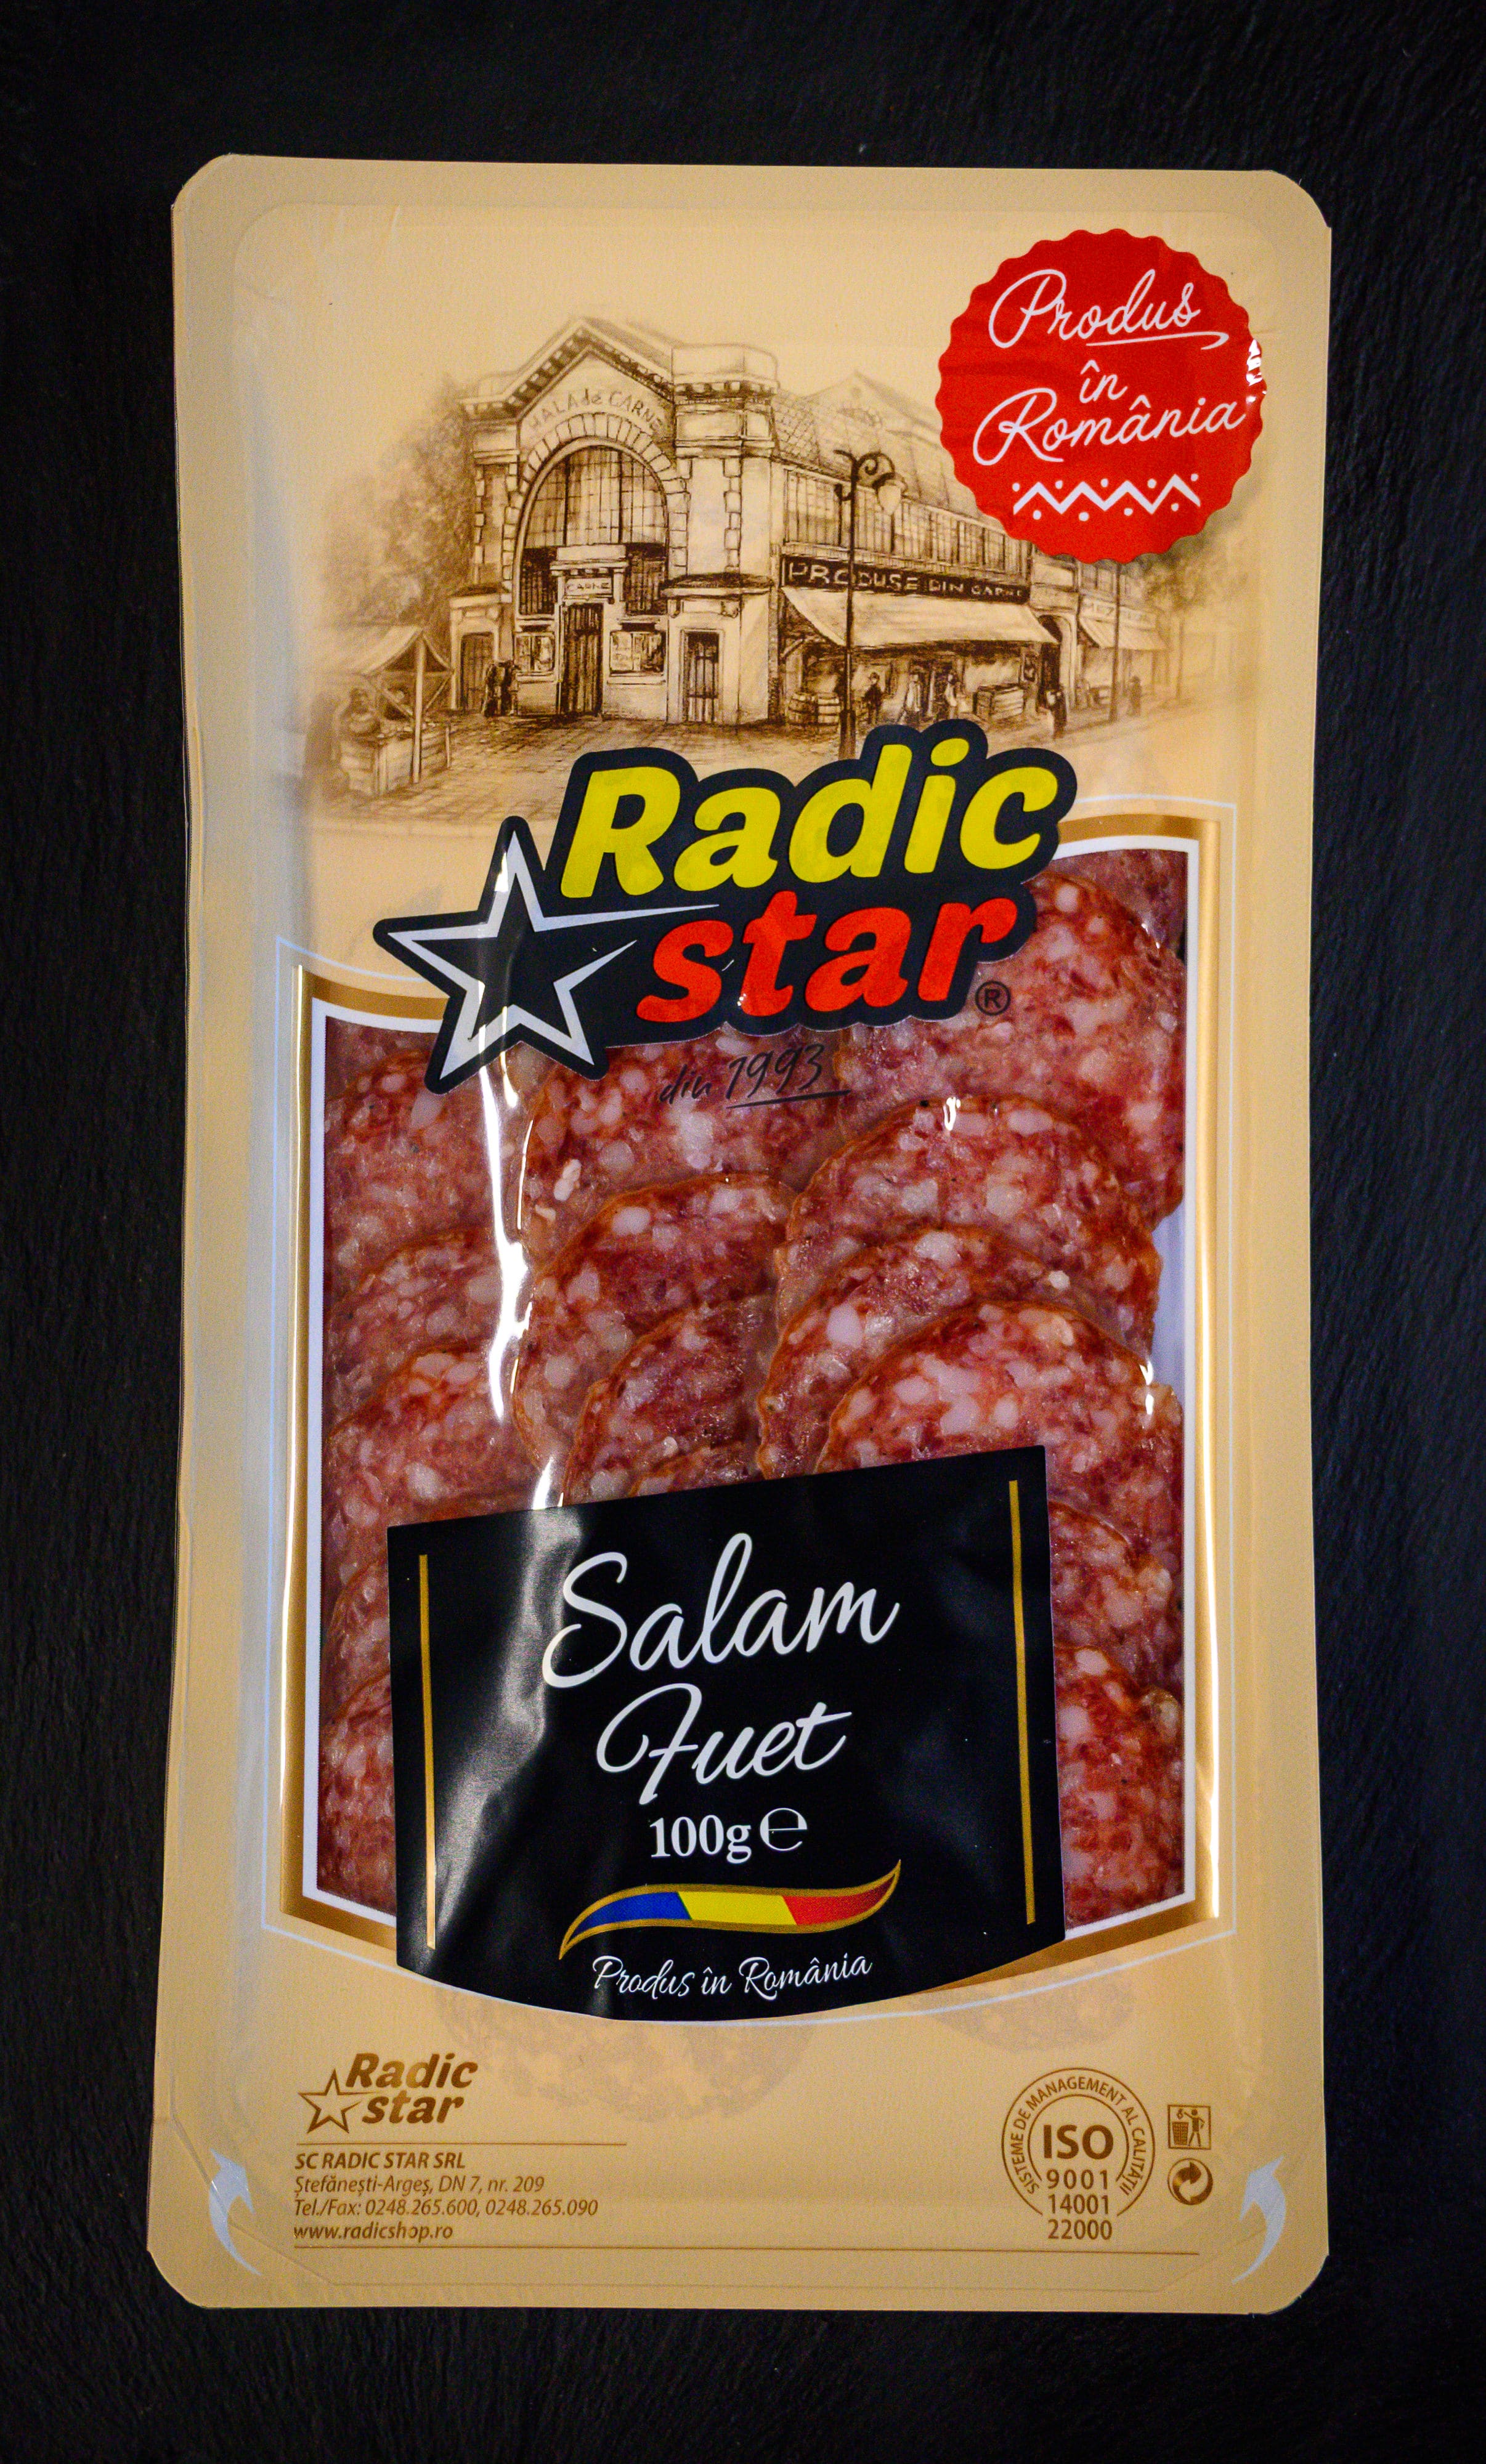 Produs
în
România
HALA de CARNE
CARNE
PRODUSE DIN CARNE
Radic
star®
din 1993
Salam
Fuet
100g ℮
Produs în România
Radic
star
SC RADIC STAR SRL
Ștefănești-Argeș, DN 7, nr. 209
Tel./Fax: 0248.265.600, 0248.265.090
www.radicshop.ro
SISTEME DE MANAGEMENT AL CALITĂȚII
ISO
9001
14001
22000